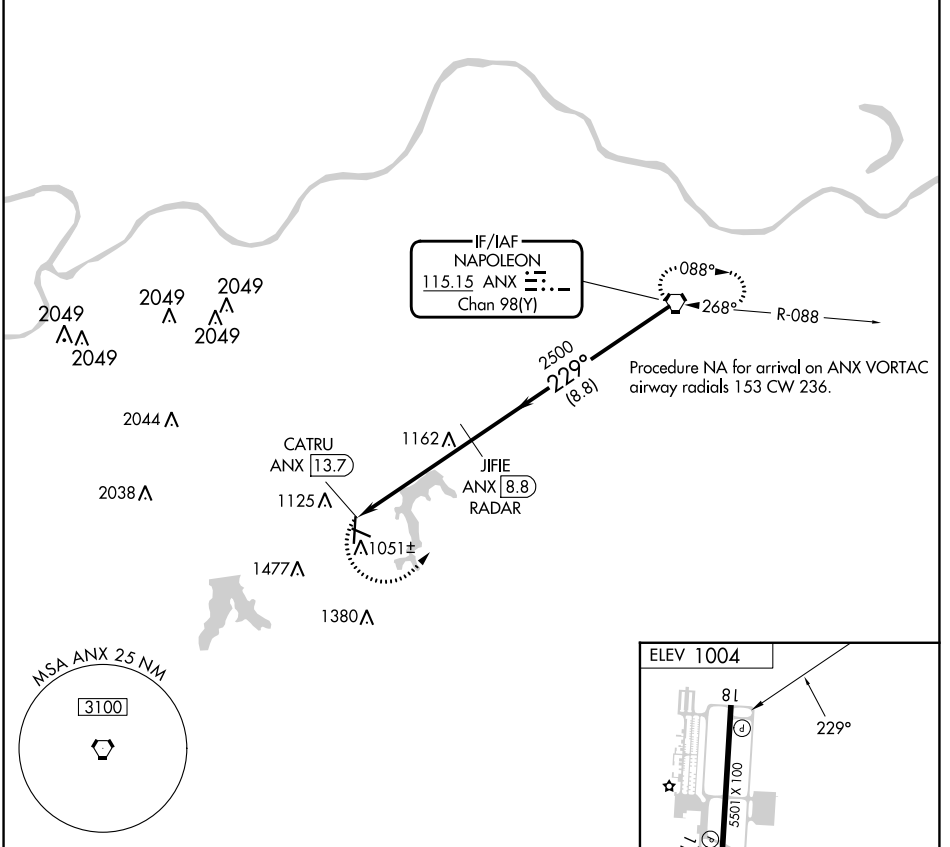 IF/IAF
NAPOLEON
115.15 ANX
Chan 98(Y)
088°
268°
R-088
Procedure NA for arrival on ANX VORTAC
airway radials 153 CW 236.
2500
229°
(8.8)
2049
2049
2049
2049
2049
2044
2038
1162
CATRU
ANX 13.7
JIFIE
ANX 8.8
RADAR
1125
1051±
1477
1380
MSA ANX 25 NM
3100
ELEV 1004
18
229°
P
5501 X 100
P